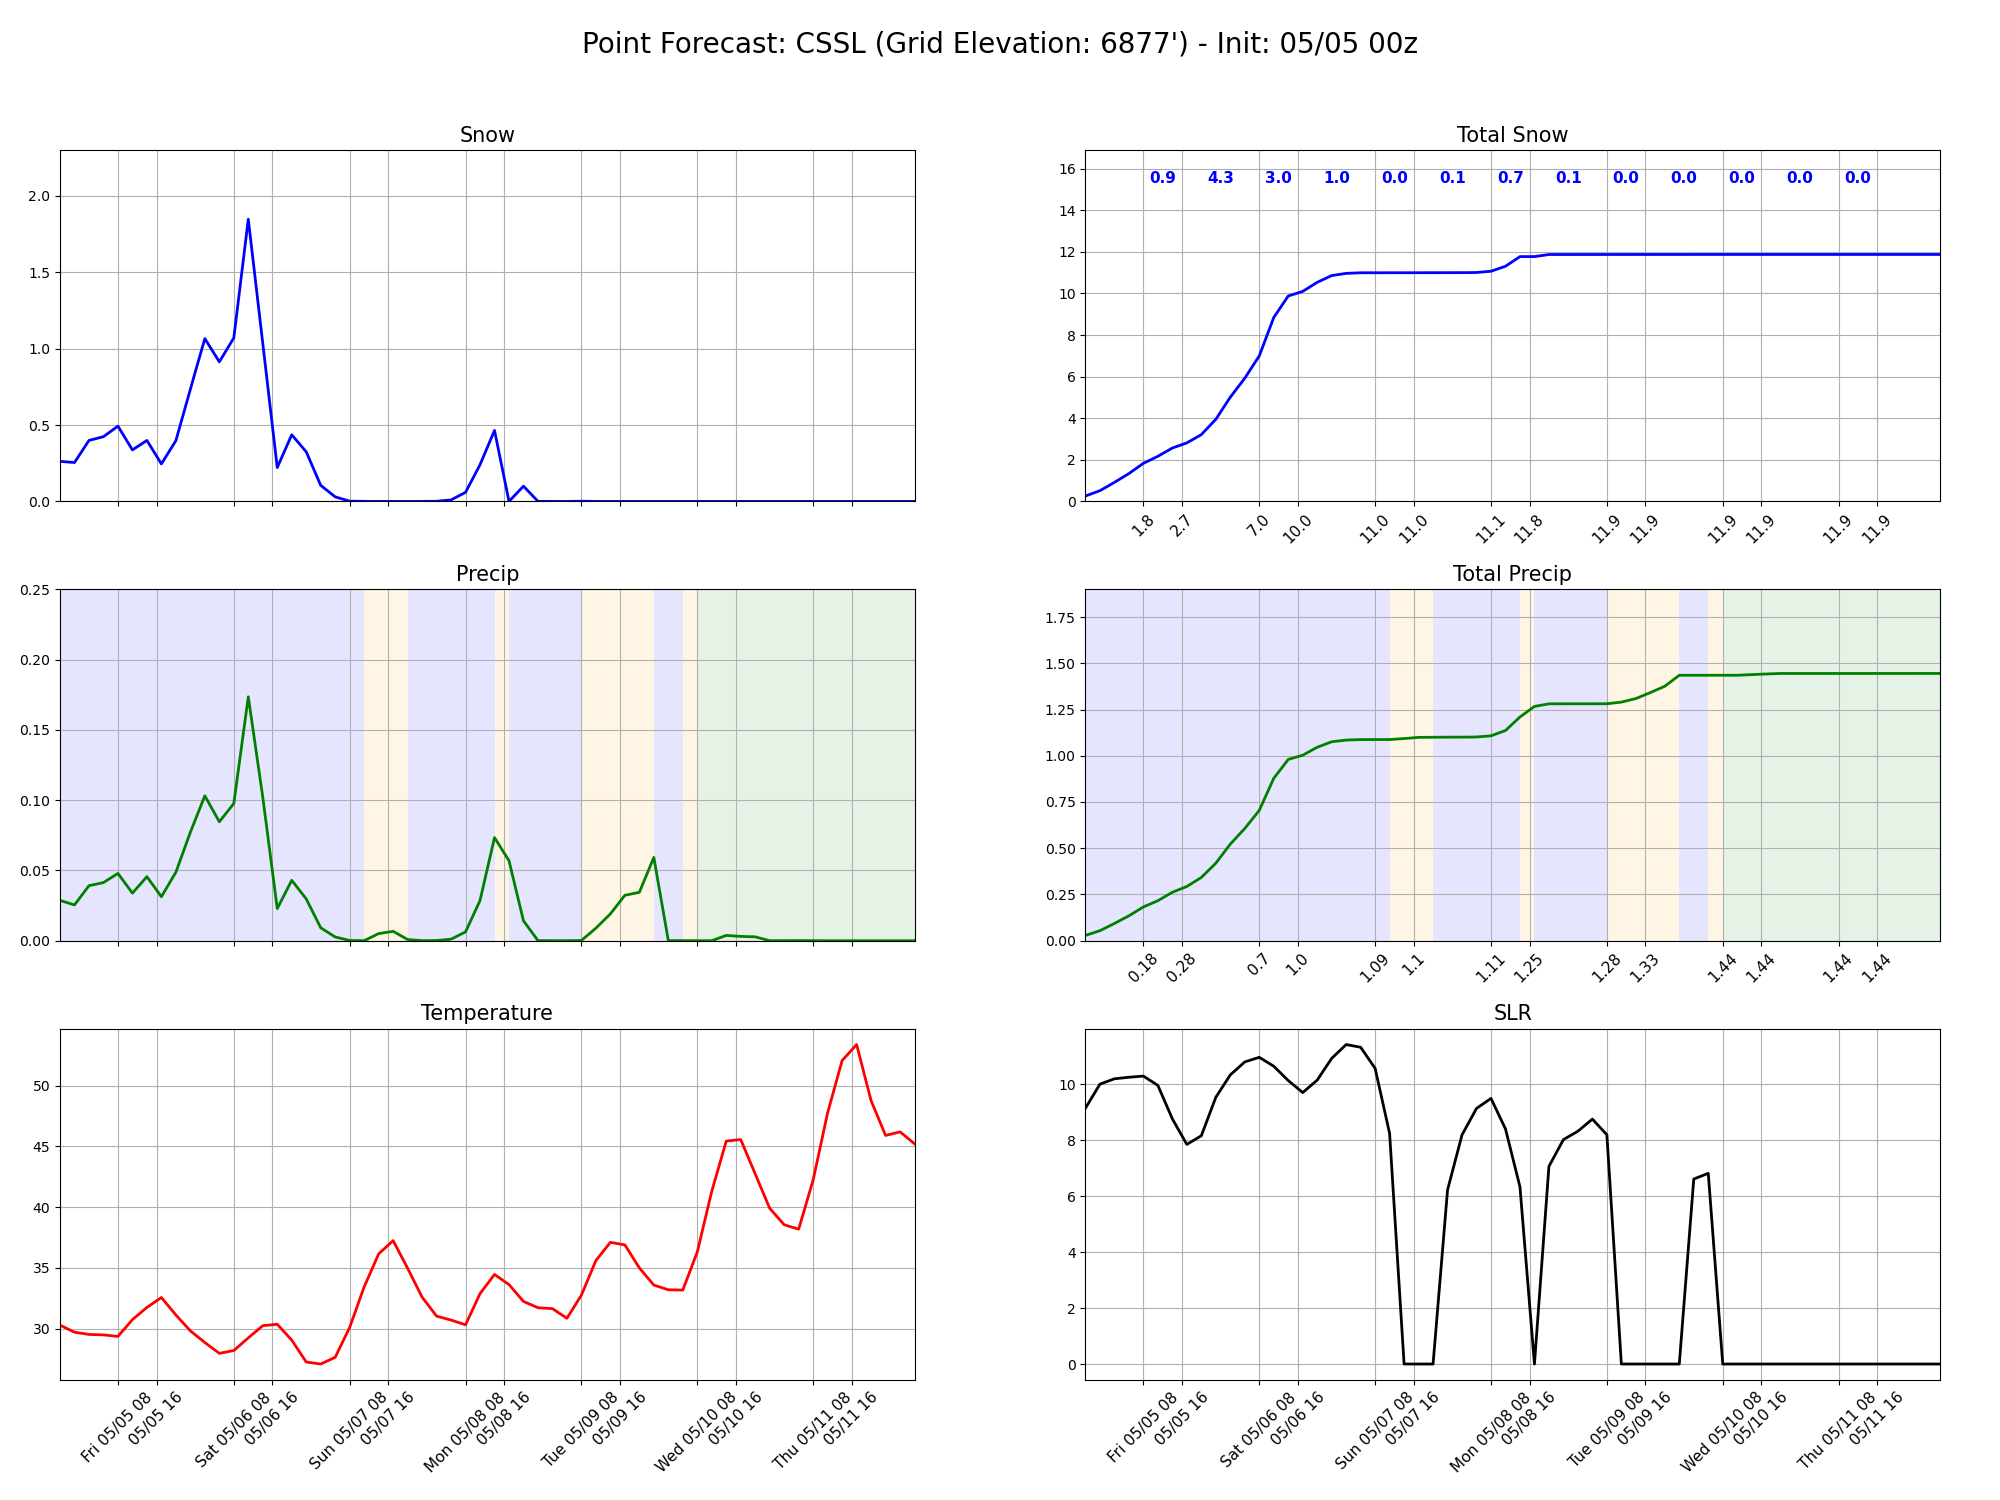 Point Forecast: CSSL (Grid Elevation: 6877') - Init: 05/05 00z
Snow
2.0
1.5
1.0
0.5
0.0
Total Snow
16
14
12
10
8
6
4
2
0
0.9 4.3 3.0 1.0 0.0 0.1 0.7 0.1 0.0 0.0 0.0 0.0 0.0
1.8 2.7 7.0 10.0 11.0 11.0 11.1 11.8 11.9 11.9 11.9 11.9 11.9 11.9
Precip
0.25
0.20
0.15
0.10
0.05
0.00
Total Precip
1.75
1.50
1.25
1.00
0.75
0.50
0.25
0.00
0.18 0.28 0.7 1.0 1.09 1.1 1.11 1.25 1.28 1.33 1.44 1.44 1.44 1.44
Temperature
50
45
40
35
30
Fri 05/05 08
05/05 16
Sat 05/06 08
05/06 16
Sun 05/07 08
05/07 16
Mon 05/08 08
05/08 16
Tue 05/09 08
05/09 16
Wed 05/10 08
05/10 16
Thu 05/11 08
05/11 16
SLR
10
8
6
4
2
0
Fri 05/05 08
05/05 16
Sat 05/06 08
05/06 16
Sun 05/07 08
05/07 16
Mon 05/08 08
05/08 16
Tue 05/09 08
05/09 16
Wed 05/10 08
05/10 16
Thu 05/11 08
05/11 16